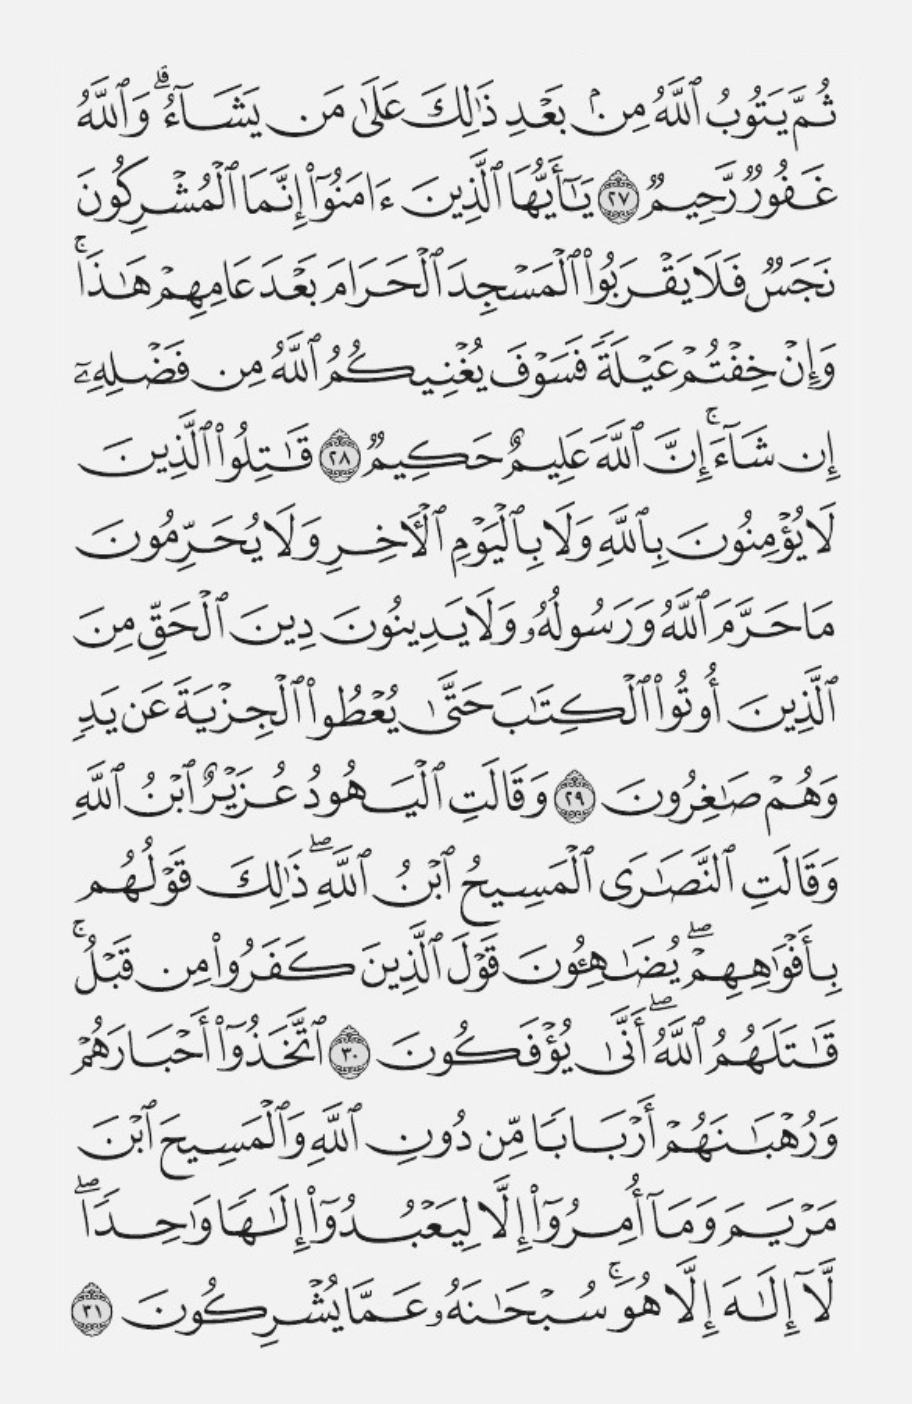 ثُمَّ يَتُوبُ ٱللَّهُ مِنۢ بَعْدِ ذَٰلِكَ عَلَىٰ مَن يَشَآءُ ۗ وَٱللَّهُ
غَفُورٌ رَّحِيمٌ ٢٧ يَـٰٓأَيُّهَا ٱلَّذِينَ ءَامَنُوٓا۟ إِنَّمَا ٱلْمُشْرِكُونَ
نَجَسٌ فَلَا يَقْرَبُوا۟ ٱلْمَسْجِدَ ٱلْحَرَامَ بَعْدَ عَامِهِمْ هَـٰذَا ۚ
وَإِنْ خِفْتُمْ عَيْلَةً فَسَوْفَ يُغْنِيكُمُ ٱللَّهُ مِن فَضْلِهِۦٓ
إِن شَآءَ ۚ إِنَّ ٱللَّهَ عَلِيمٌ حَكِيمٌ ٢٨ قَـٰتِلُوا۟ ٱلَّذِينَ
لَا يُؤْمِنُونَ بِٱللَّهِ وَلَا بِٱلْيَوْمِ ٱلْـَٔاخِرِ وَلَا يُحَرِّمُونَ
مَا حَرَّمَ ٱللَّهُ وَرَسُولُهُۥ وَلَا يَدِينُونَ دِينَ ٱلْحَقِّ مِنَ
ٱلَّذِينَ أُوتُوا۟ ٱلْكِتَـٰبَ حَتَّىٰ يُعْطُوا۟ ٱلْجِزْيَةَ عَن يَدٍ
وَهُمْ صَـٰغِرُونَ ٢٩ وَقَالَتِ ٱلْيَهُودُ عُزَيْرٌ ٱبْنُ ٱللَّهِ
وَقَالَتِ ٱلنَّصَـٰرَى ٱلْمَسِيحُ ٱبْنُ ٱللَّهِ ۖ ذَٰلِكَ قَوْلُهُم
بِأَفْوَٰهِهِمْ ۖ يُضَـٰهِـُٔونَ قَوْلَ ٱلَّذِينَ كَفَرُوا۟ مِن قَبْلُ ۚ
قَـٰتَلَهُمُ ٱللَّهُ ۖ أَنَّىٰ يُؤْفَكُونَ ٣٠ ٱتَّخَذُوٓا۟ أَحْبَارَهُمْ
وَرُهْبَـٰنَهُمْ أَرْبَابًا مِّن دُونِ ٱللَّهِ وَٱلْمَسِيحَ ٱبْنَ
مَرْيَمَ وَمَآ أُمِرُوٓا۟ إِلَّا لِيَعْبُدُوٓا۟ إِلَـٰهًا وَٰحِدًا ۖ
لَّآ إِلَـٰهَ إِلَّا هُوَ ۚ سُبْحَـٰنَهُۥ عَمَّا يُشْرِكُونَ ٣١